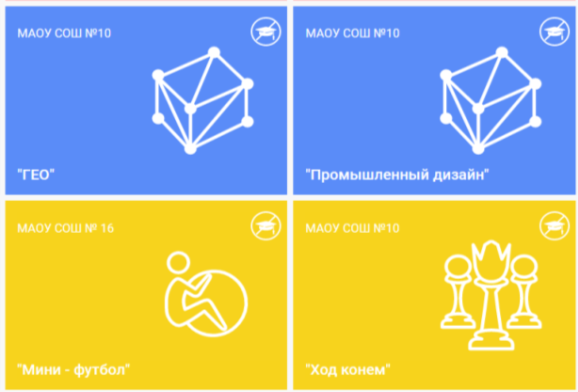 МАОУ СОШ №10
"ГЕО"
МАОУ СОШ №10
"Промышленный дизайн"
МАОУ СОШ № 16
"Мини - футбол"
МАОУ СОШ №10
"Ход конем"